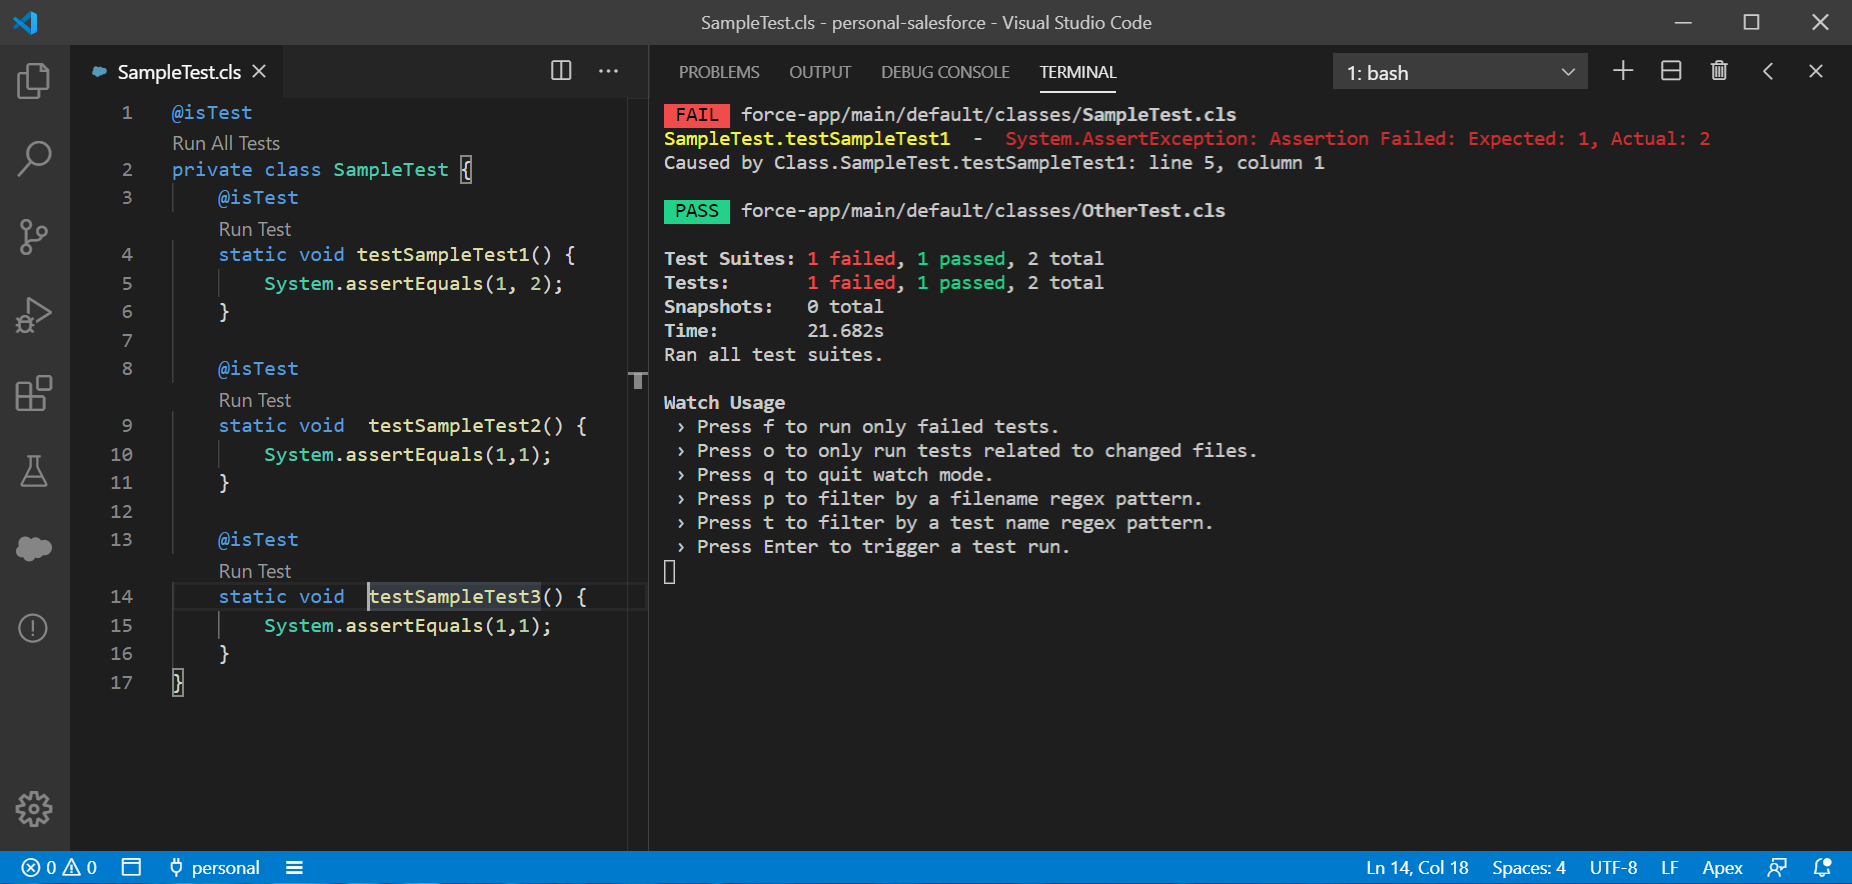 SampleTest.cls - personal-salesforce - Visual Studio Code
SampleTest.cls
1 @isTest
Run All Tests
2 private class SampleTest {
3 @isTest
Run Test
4 static void testSampleTest1() {
5 System.assertEquals(1, 2);
6 }
7
8 @isTest
Run Test
9 static void  testSampleTest2() {
10 System.assertEquals(1,1);
11 }
12
13 @isTest
Run Test
14 static void  testSampleTest3() {
15 System.assertEquals(1,1);
16 }
17 }
PROBLEMS OUTPUT DEBUG CONSOLE TERMINAL 1: bash
FAIL force-app/main/default/classes/SampleTest.cls
SampleTest.testSampleTest1  -  System.AssertException: Assertion Failed: Expected: 1, Actual: 2
Caused by Class.SampleTest.testSampleTest1: line 5, column 1
PASS force-app/main/default/classes/OtherTest.cls
Test Suites: 1 failed, 1 passed, 2 total
Tests:       1 failed, 1 passed, 2 total
Snapshots:   0 total
Time:        21.682s
Ran all test suites.
Watch Usage
› Press f to run only failed tests.
› Press o to only run tests related to changed files.
› Press q to quit watch mode.
› Press p to filter by a filename regex pattern.
› Press t to filter by a test name regex pattern.
› Press Enter to trigger a test run.
0 0 personal Ln 14, Col 18 Spaces: 4 UTF-8 LF Apex